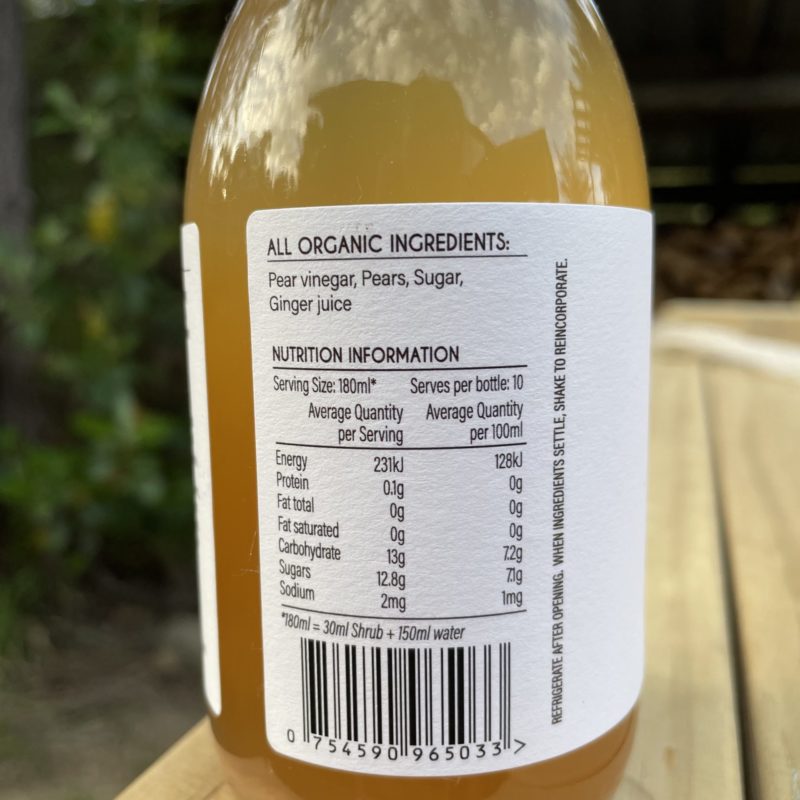 ALL ORGANIC INGREDIENTS:
Pear vinegar, Pears, Sugar,
Ginger juice
NUTRITION INFORMATION
Serving Size: 180ml* Serves per bottle: 10
Average Quantity per Serving Average Quantity per 100ml
Energy 231kJ 128kJ
Protein 0.1g 0g
Fat total 0g 0g
Fat saturated 0g 0g
Carbohydrate 13g 7.2g
Sugars 12.8g 7.1g
Sodium 2mg 1mg
*180ml = 30ml Shrub + 150ml water
0 754590 965033 >
REFRIGERATE AFTER OPENING. WHEN INGREDIENTS SETTLE, SHAKE TO REINCORPORATE.